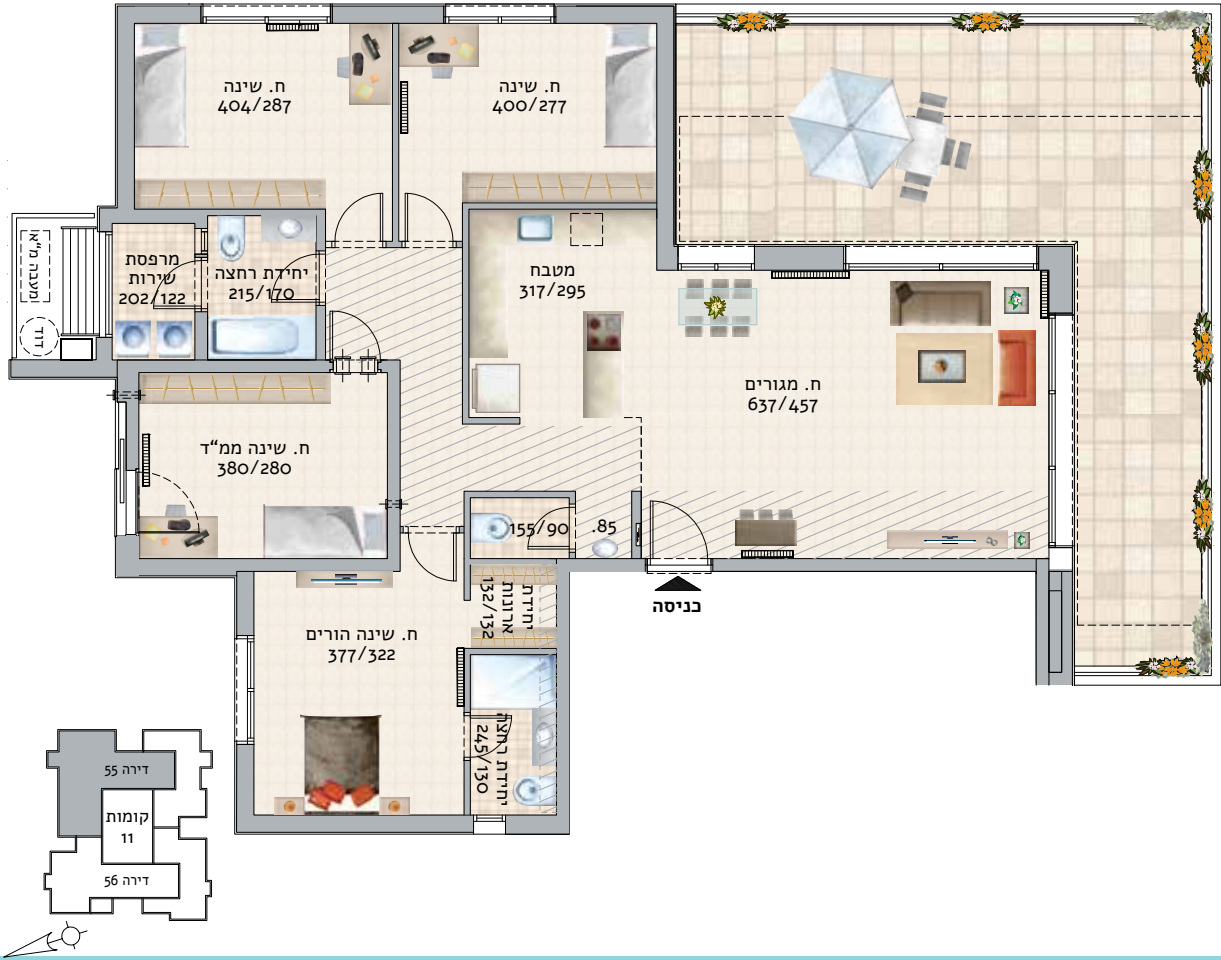 ח. שינה
404/287
ח. שינה
400/277
מרפסת
שירות
202/122
יחידת רחצה
215/170
מטבח
317/295
מעבה מ"א
דוד
ח. מגורים
637/457
ח. שינה ממ"ד
380/280
155/90
85.
כניסה
יחידת
ארונות
132/132
ח. שינה הורים
377/322
יחידת רחצה
245/130
דירה 55
קומות
11
דירה 56